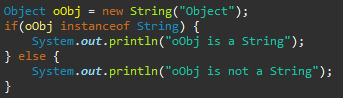 Object oObj = new String("Object");
if(oObj instanceof String) {
    System.out.println("oObj is a String");
} else {
    System.out.println("oObj is not a String");
}